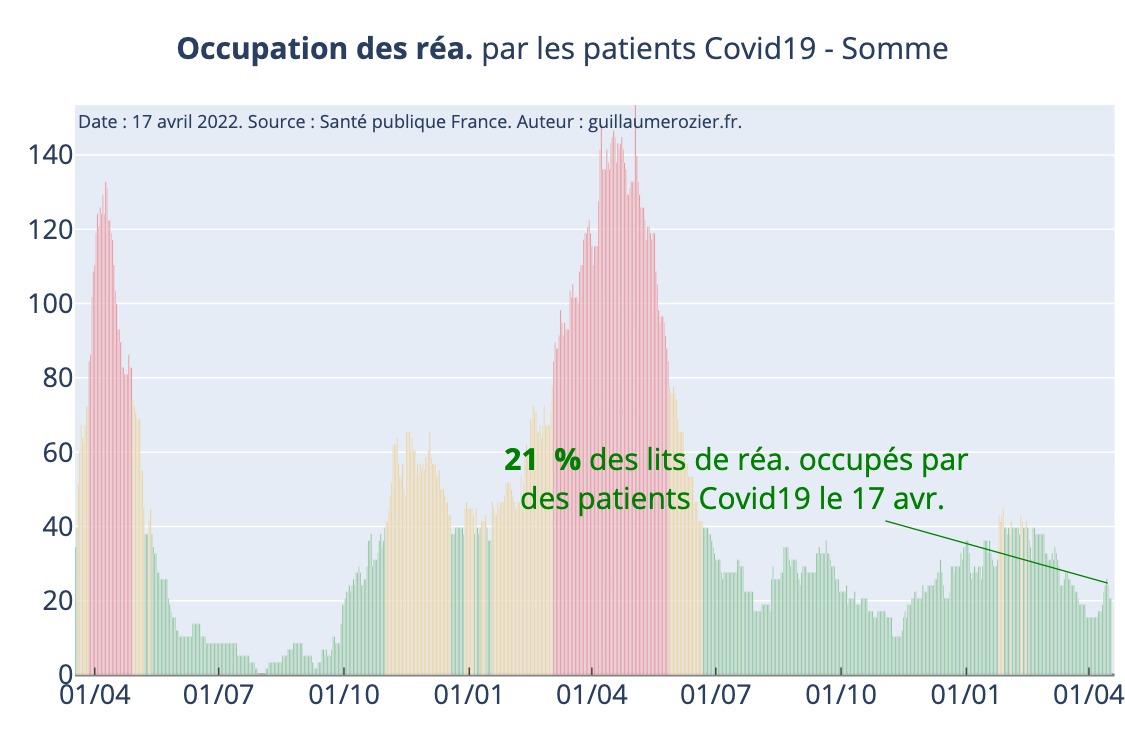 Occupation des réa. par les patients Covid19 - Somme
Date : 17 avril 2022. Source : Santé publique France. Auteur : guillaumerozier.fr.
140
120
100
80
60
40
20
0
21 % des lits de réa. occupés par
des patients Covid19 le 17 avr.
01/04 01/07 01/10 01/01 01/04 01/07 01/10 01/01 01/04